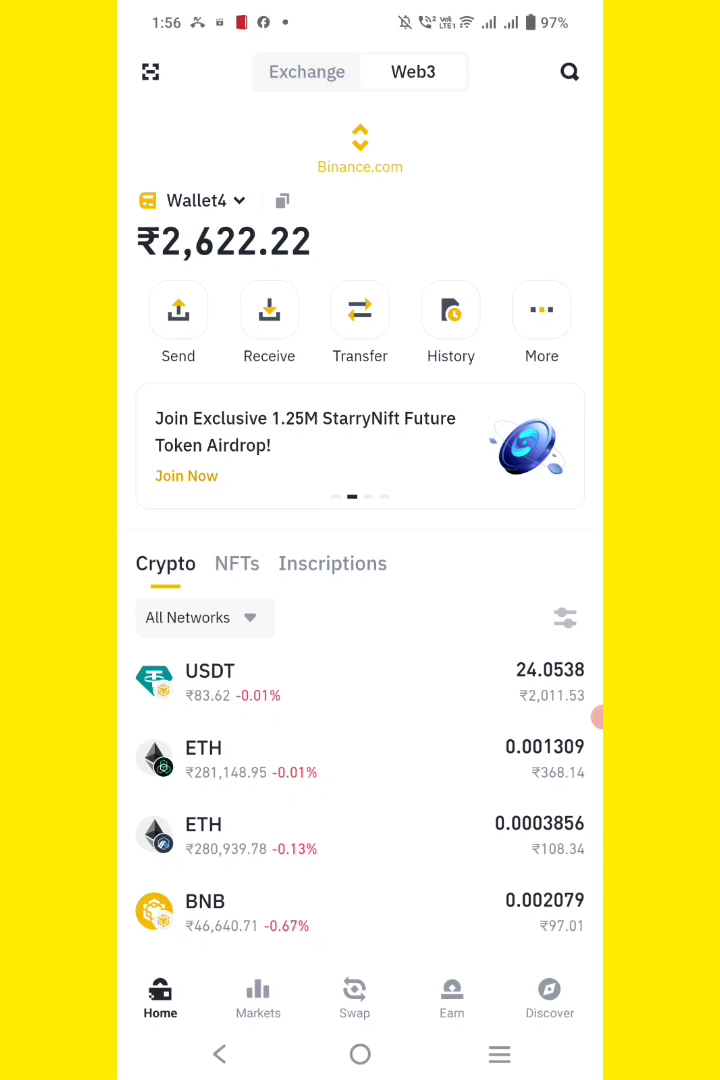 1:56 97%
Exchange Web3
Binance.com
Wallet4
₹2,622.22
Send Receive Transfer History More
Join Exclusive 1.25M StarryNift Future
Token Airdrop!
Join Now
Crypto NFTs Inscriptions
All Networks
USDT 24.0538
₹83.62 -0.01% ₹2,011.53
ETH 0.001309
₹281,148.95 -0.01% ₹368.14
ETH 0.0003856
₹280,939.78 -0.13% ₹108.34
BNB 0.002079
₹46,640.71 -0.67% ₹97.01
Home Markets Swap Earn Discover